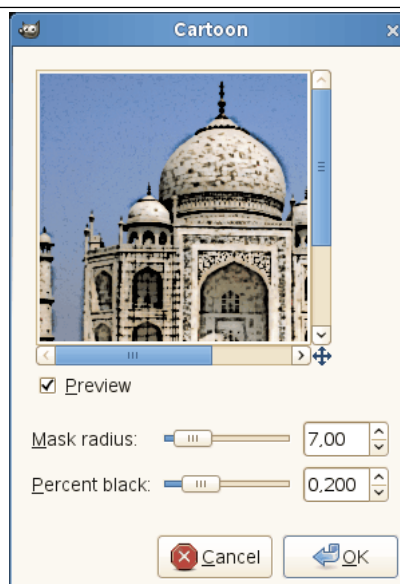 Cartoon
Preview
Mask radius: 7,00
Percent black: 0,200
Cancel OK